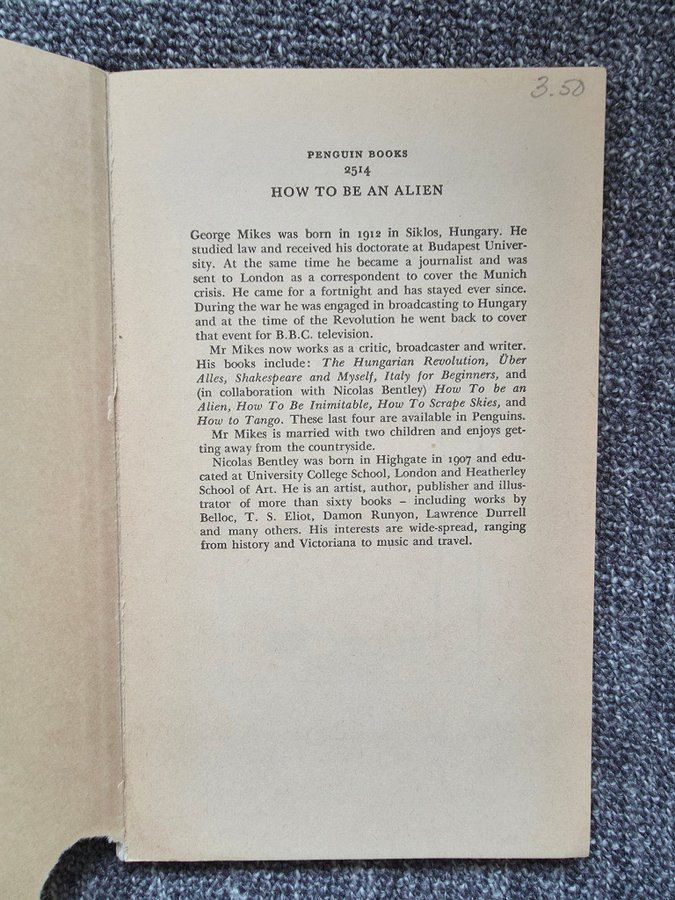 3.50
PENGUIN BOOKS
2514
HOW TO BE AN ALIEN
George Mikes was born in 1912 in Siklos, Hungary. He
studied law and received his doctorate at Budapest Univer-
sity. At the same time he became a journalist and was
sent to London as a correspondent to cover the Munich
crisis. He came for a fortnight and has stayed ever since.
During the war he was engaged in broadcasting to Hungary
and at the time of the Revolution he went back to cover
that event for B.B.C. television.
Mr Mikes now works as a critic, broadcaster and writer.
His books include: The Hungarian Revolution, Über
Alles, Shakespeare and Myself, Italy for Beginners, and
(in collaboration with Nicolas Bentley) How To be an
Alien, How To Be Inimitable, How To Scrape Skies, and
How to Tango. These last four are available in Penguins.
Mr Mikes is married with two children and enjoys get-
ting away from the countryside.
Nicolas Bentley was born in Highgate in 1907 and edu-
cated at University College School, London and Heatherley
School of Art. He is an artist, author, publisher and illus-
trator of more than sixty books – including works by
Belloc, T. S. Eliot, Damon Runyon, Lawrence Durrell
and many others. His interests are wide-spread, ranging
from history and Victoriana to music and travel.